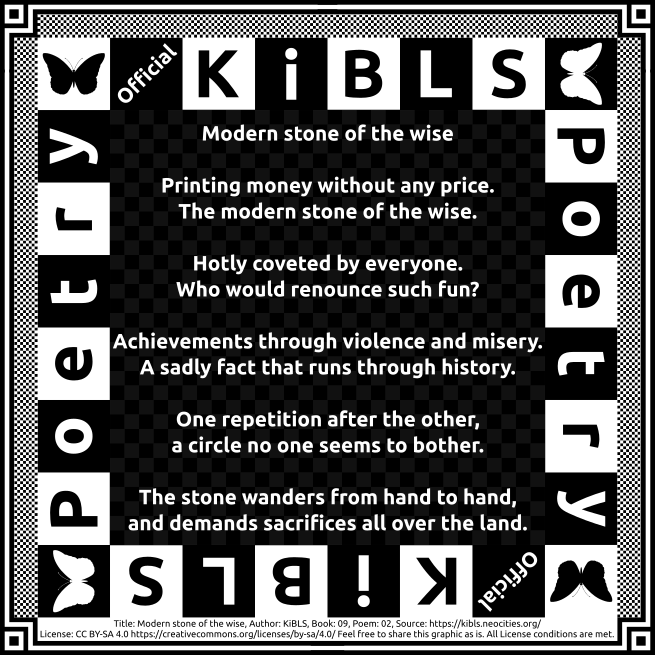 Official KiBLS
Poetry
Poetry
Modern stone of the wise
Printing money without any price.
The modern stone of the wise.
Hotly coveted by everyone.
Who would renounce such fun?
Achievements through violence and misery.
A sadly fact that runs through history.
One repetition after the other,
a circle no one seems to bother.
The stone wanders from hand to hand,
and demands sacrifices all over the land.
Official KiBLS
Title: Modern stone of the wise, Author: KiBLS, Book: 09, Poem: 02, Source: https://kibls.neocities.org/
License: CC BY-SA 4.0 https://creativecommons.org/licenses/by-sa/4.0/ Feel free to share this graphic as is. All License conditions are met.